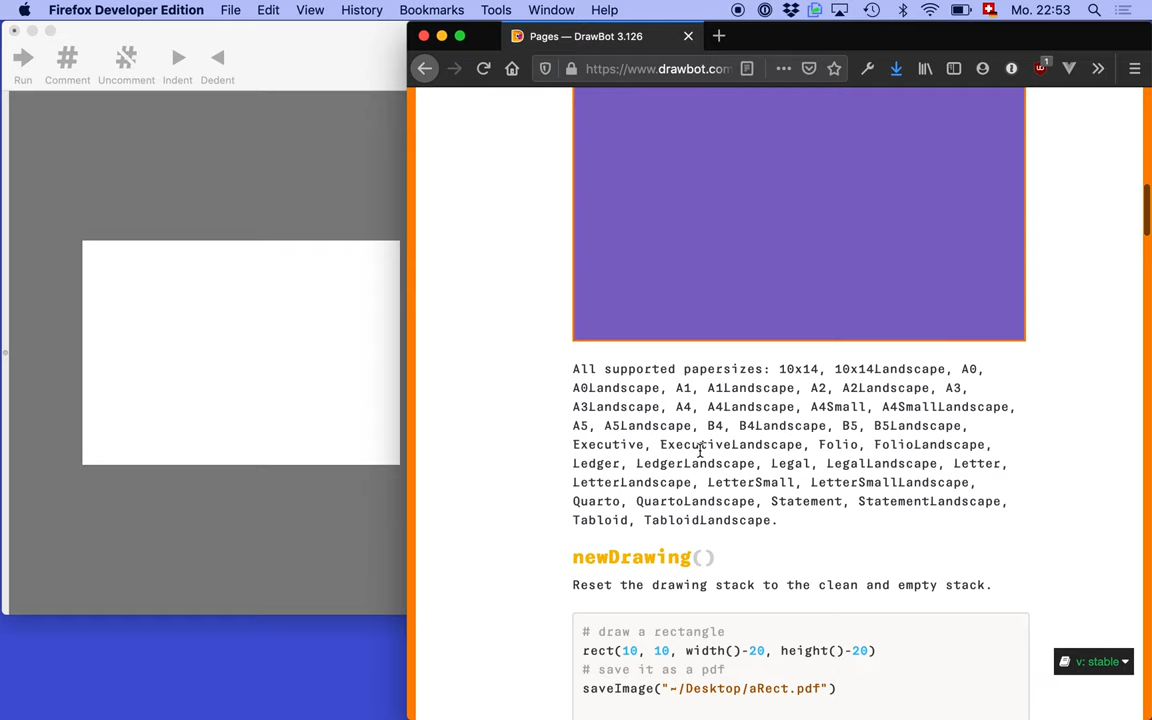 Firefox Developer Edition File Edit View History Bookmarks Tools Window Help Mo. 22:53
Pages — DrawBot 3.126
Run Comment Uncomment Indent Dedent
https://www.drawbot.com
1
All supported papersizes: 10x14, 10x14Landscape, A0,
A0Landscape, A1, A1Landscape, A2, A2Landscape, A3,
A3Landscape, A4, A4Landscape, A4Small, A4SmallLandscape,
A5, A5Landscape, B4, B4Landscape, B5, B5Landscape,
Executive, ExecutiveLandscape, Folio, FolioLandscape,
Ledger, LedgerLandscape, Legal, LegalLandscape, Letter,
LetterLandscape, LetterSmall, LetterSmallLandscape,
Quarto, QuartoLandscape, Statement, StatementLandscape,
Tabloid, TabloidLandscape.
newDrawing()
Reset the drawing stack to the clean and empty stack.
# draw a rectangle
rect(10, 10, width()-20, height()-20)
# save it as a pdf
saveImage("~/Desktop/aRect.pdf")
v: stable